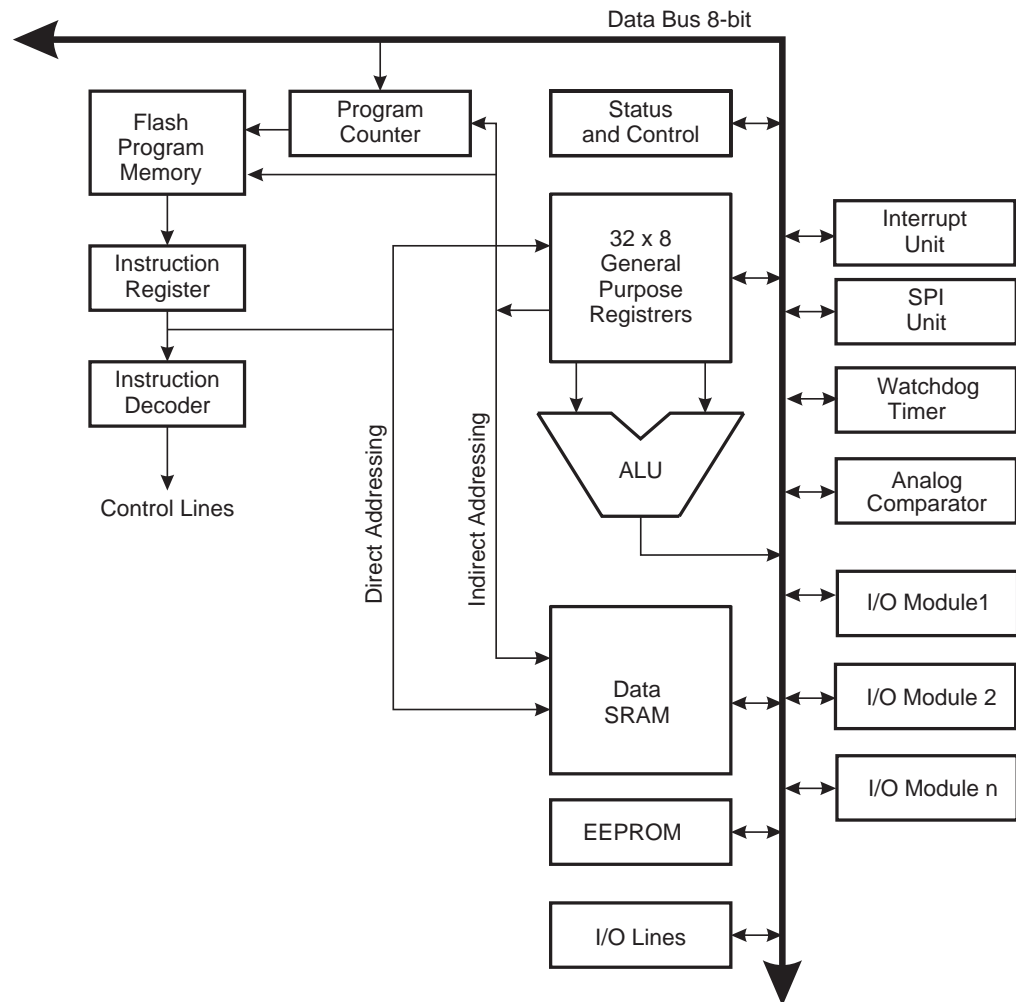 Data Bus 8-bit
Flash
Program
Memory
Program
Counter
Status
and Control
Interrupt
Unit
32 x 8
General
Purpose
Registrers
Instruction
Register
SPI
Unit
Instruction
Decoder
Watchdog
Timer
ALU
Analog
Comparator
Control Lines
Direct Addressing
Indirect Addressing
I/O Module1
Data
SRAM
I/O Module 2
I/O Module n
EEPROM
I/O Lines